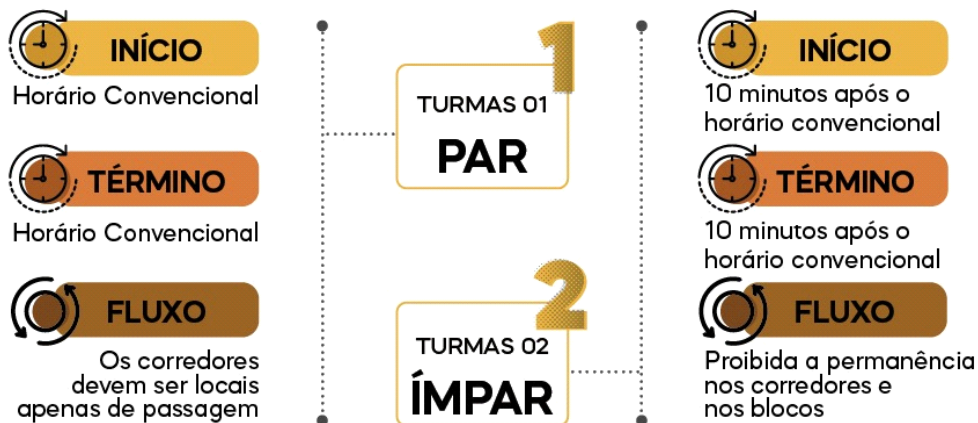 INÍCIO
Horário Convencional
TÉRMINO
Horário Convencional
FLUXO
Os corredores
devem ser locais
apenas de passagem
1
TURMAS 01
PAR
2
TURMAS 02
ÍMPAR
INÍCIO
10 minutos após o
horário convencional
TÉRMINO
10 minutos após o
horário convencional
FLUXO
Proibida a permanência
nos corredores e
nos blocos